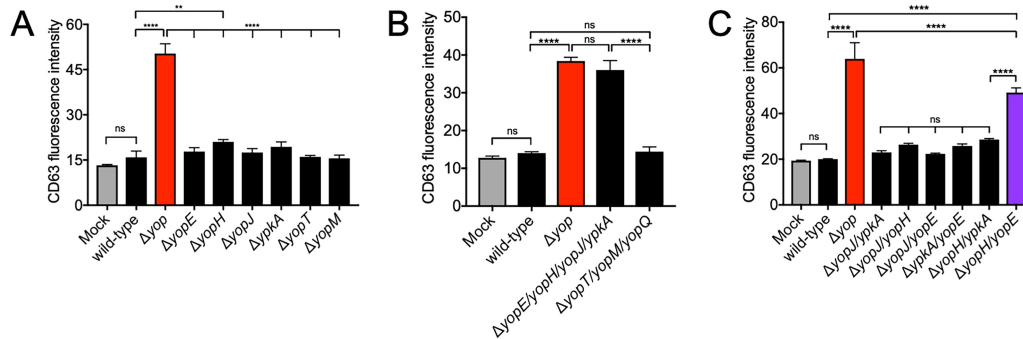 A
CD63 fluorescence intensity
60
45
30
15
0
**
****
****
ns
Mock
wild-type
Δyop
ΔyopE
ΔyopH
ΔyopJ
ΔypkA
ΔyopT
ΔyopM
B
CD63 fluorescence intensity
50
40
30
20
10
0
ns
****
ns
****
ns
Mock
wild-type
Δyop
ΔyopE/yopH/yopJ/ypkA
ΔyopT/yopM/yopQ
C
CD63 fluorescence intensity
80
60
40
20
0
****
****
****
****
ns
ns
Mock
wild-type
Δyop
ΔyopJ/ypkA
ΔyopJ/yopH
ΔyopJ/yopE
ΔypkA/yopE
ΔyopH/ypkA
ΔyopH/yopE